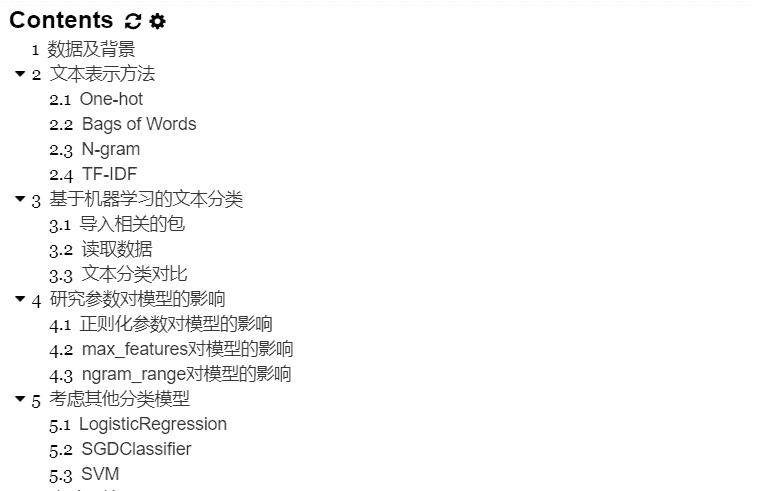 Contents
1 数据及背景
2 文本表示方法
2.1 One-hot
2.2 Bags of Words
2.3 N-gram
2.4 TF-IDF
3 基于机器学习的文本分类
3.1 导入相关的包
3.2 读取数据
3.3 文本分类对比
4 研究参数对模型的影响
4.1 正则化参数对模型的影响
4.2 max_features对模型的影响
4.3 ngram_range对模型的影响
5 考虑其他分类模型
5.1 LogisticRegression
5.2 SGDClassifier
5.3 SVM